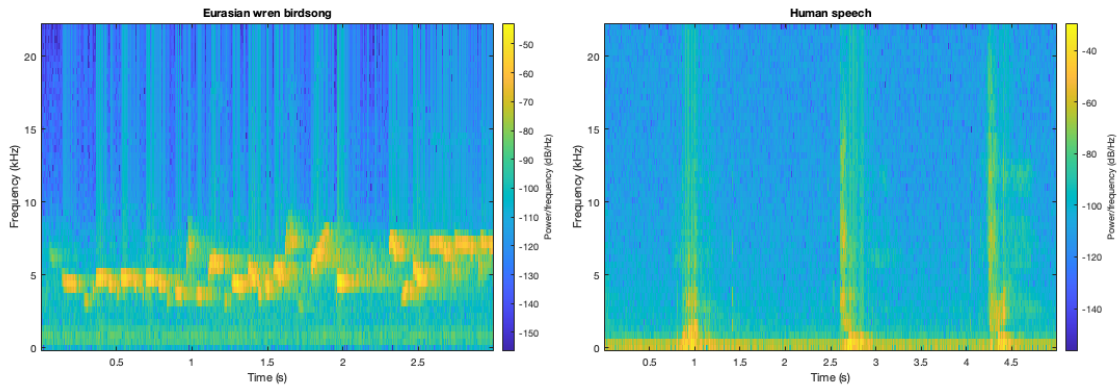 Eurasian wren birdsong
20
15
10
5
0
Frequency (kHz)
0.5 1 1.5 2 2.5
Time (s)
-50
-60
-70
-80
-90
-100
-110
-120
-130
-140
-150
Power/frequency (dB/Hz)
Human speech
20
15
10
5
0
Frequency (kHz)
0.5 1 1.5 2 2.5 3 3.5 4 4.5
Time (s)
-40
-60
-80
-100
-120
-140
Power/frequency (dB/Hz)